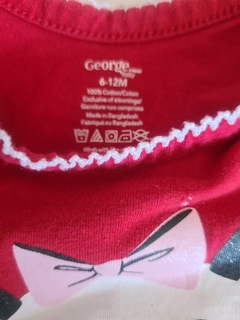 George
6-12M
100% Cotton/Coton
Exclusive of trimmings/
Garniture non comprises
Made in Bangladesh
Fabriqué au Bangladesh